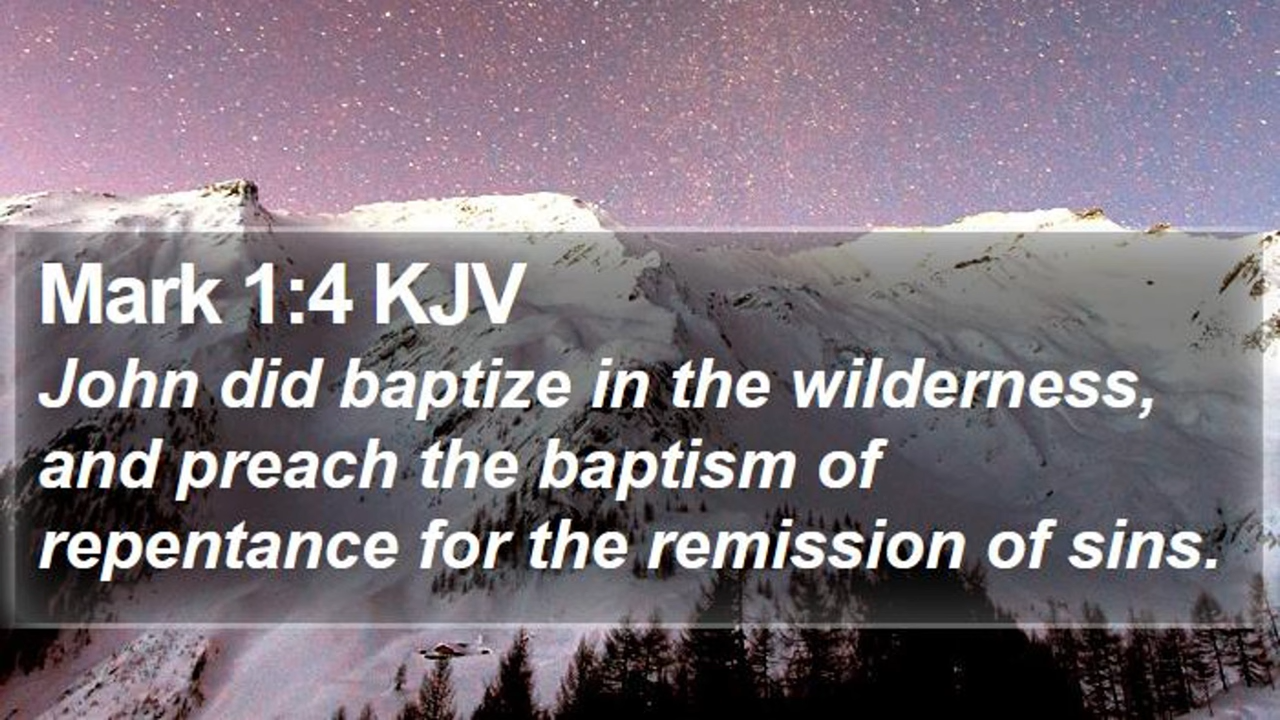 Mark 1:4 KJV
John did baptize in the wilderness,
and preach the baptism of
repentance for the remission of sins.